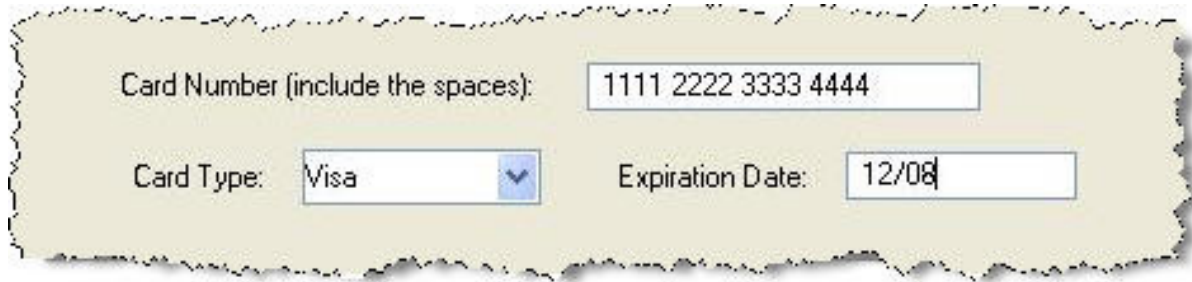 Card Number (include the spaces): 1111 2222 3333 4444
Card Type: Visa Expiration Date: 12/08